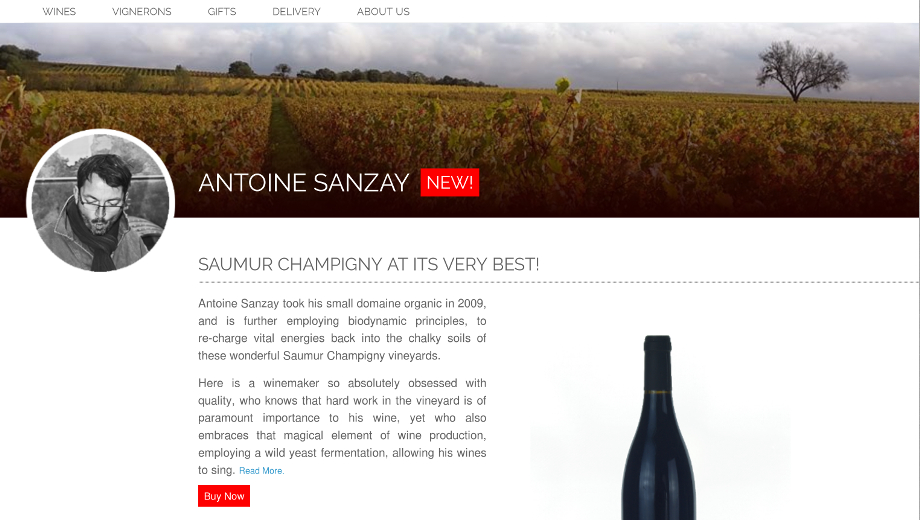 WINES VIGNERONS GIFTS DELIVERY ABOUT US
ANTOINE SANZAY NEW!
SAUMUR CHAMPIGNY AT ITS VERY BEST!
Antoine Sanzay took his small domaine organic in 2009,
and is further employing biodynamic principles, to
re-charge vital energies back into the chalky soils of
these wonderful Saumur Champigny vineyards.
Here is a winemaker so absolutely obsessed with
quality, who knows that hard work in the vineyard is of
paramount importance to his wine, yet who also
embraces that magical element of wine production,
employing a wild yeast fermentation, allowing his wines
to sing. Read More.
Buy Now